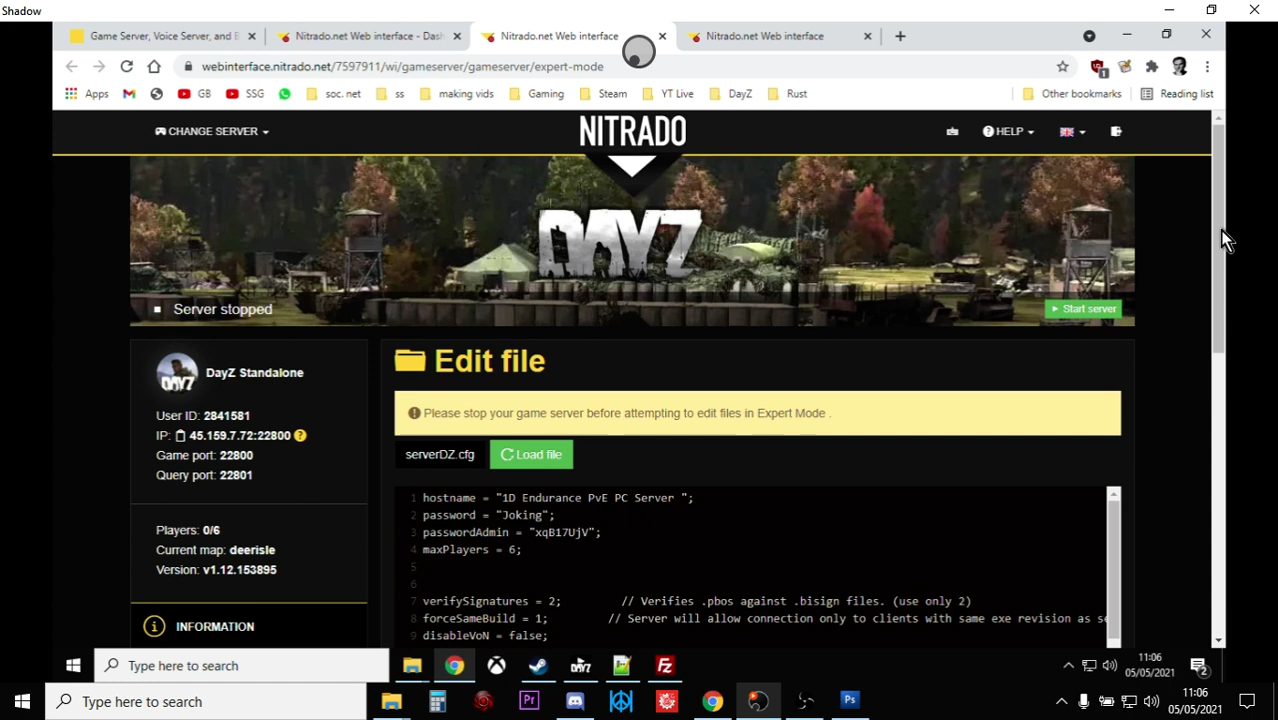 Shadow
Game Server, Voice Server, and B
Nitrado.net Web interface - Dash
Nitrado.net Web interface
Nitrado.net Web interface
webinterface.nitrado.net/7597911/wi/gameserver/gameserver/expert-mode
1
Apps
GB
SSG
soc. net
ss
making vids
Gaming
Steam
YT Live
DayZ
Rust
Other bookmarks
Reading list
CHANGE SERVER
NITRADO
HELP
DAYZ
Server stopped
Start server
DAYZ
DayZ Standalone
User ID: 2841581
IP: 45.159.7.72:22800
Game port: 22800
Query port: 22801
Players: 0/6
Current map: deerisle
Version: v1.12.153895
INFORMATION
Edit file
Please stop your game server before attempting to edit files in Expert Mode .
serverDZ.cfg
Load file
1 hostname = "1D Endurance PvE PC Server ";
2 password = "Joking";
3 passwordAdmin = "xqB17UjV";
4 maxPlayers = 6;
5
6
7 verifySignatures = 2; // Verifies .pbos against .bisign files. (use only 2)
8 forceSameBuild = 1; // Server will allow connection only to clients with same exe revision as se
9 disableVoN = false;
Type here to search
11:06
05/05/2021
2
Type here to search
11:06
05/05/2021